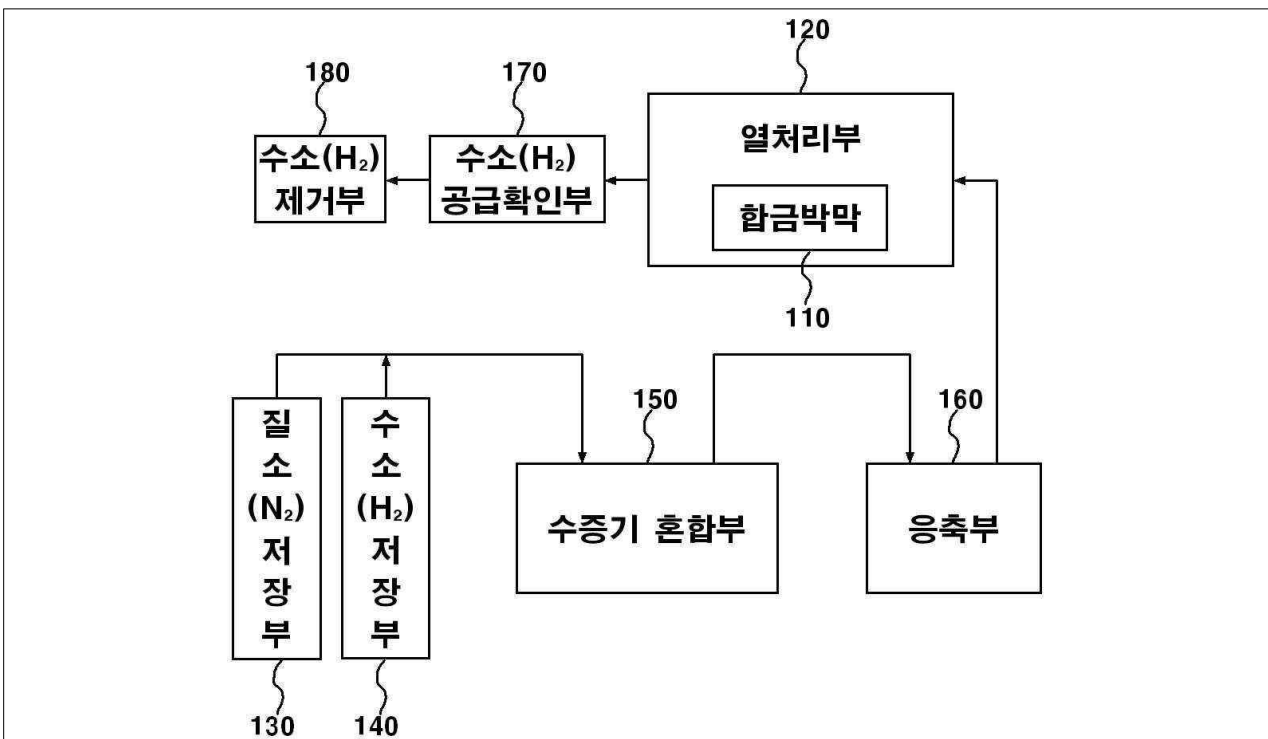 120
180
170
열처리부
수소(H₂)
제거부
수소(H₂)
공급확인부
합금박막
110
150
160
질소(N₂)저장부
수소(H₂)저장부
수증기 혼합부
응축부
130
140